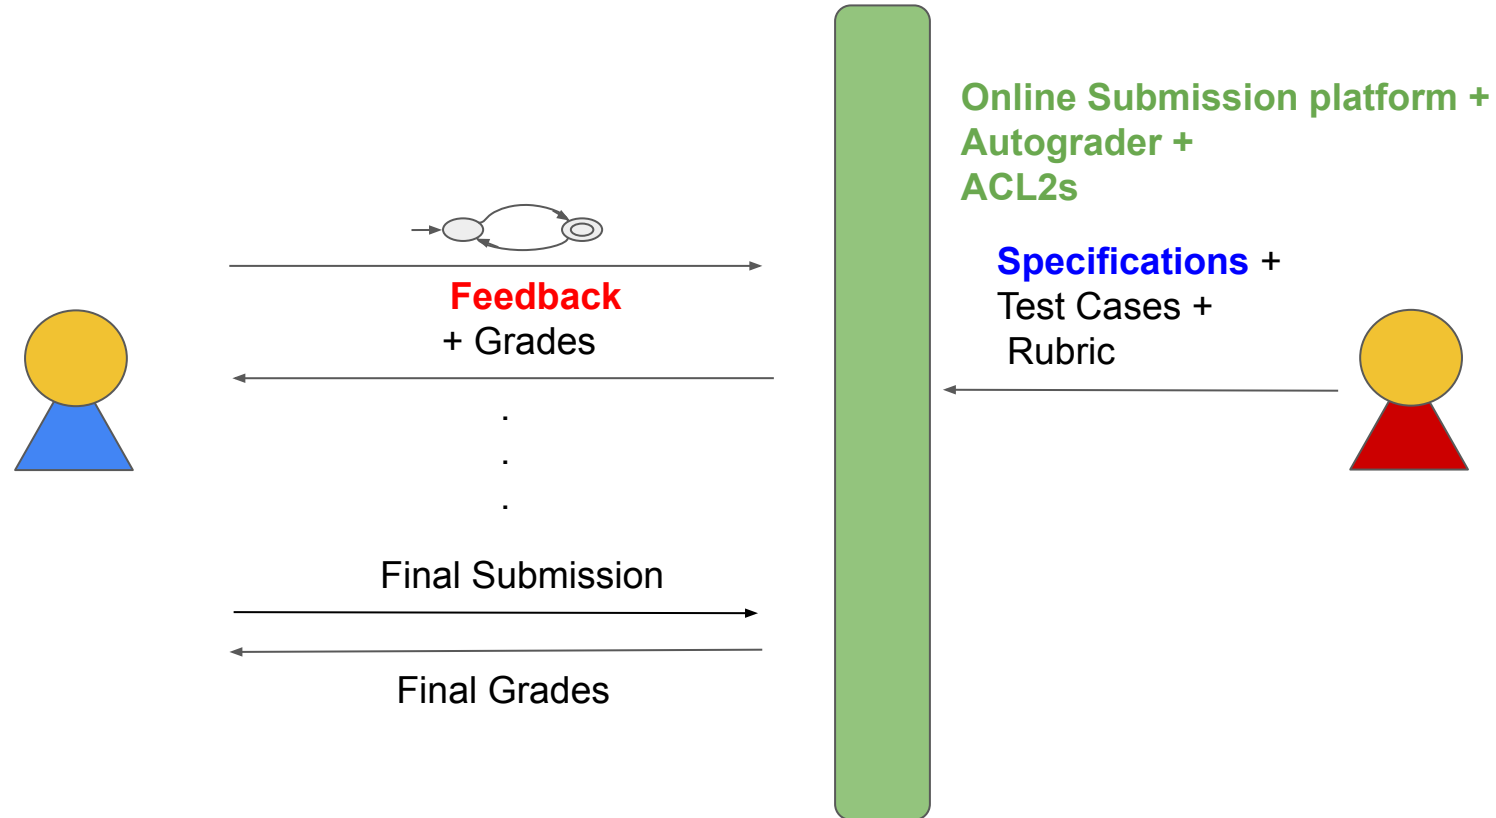 Online Submission platform +
Autograder +
ACL2s
Specifications +
Test Cases +
Rubric
Feedback
+ Grades
.
.
.
Final Submission
Final Grades